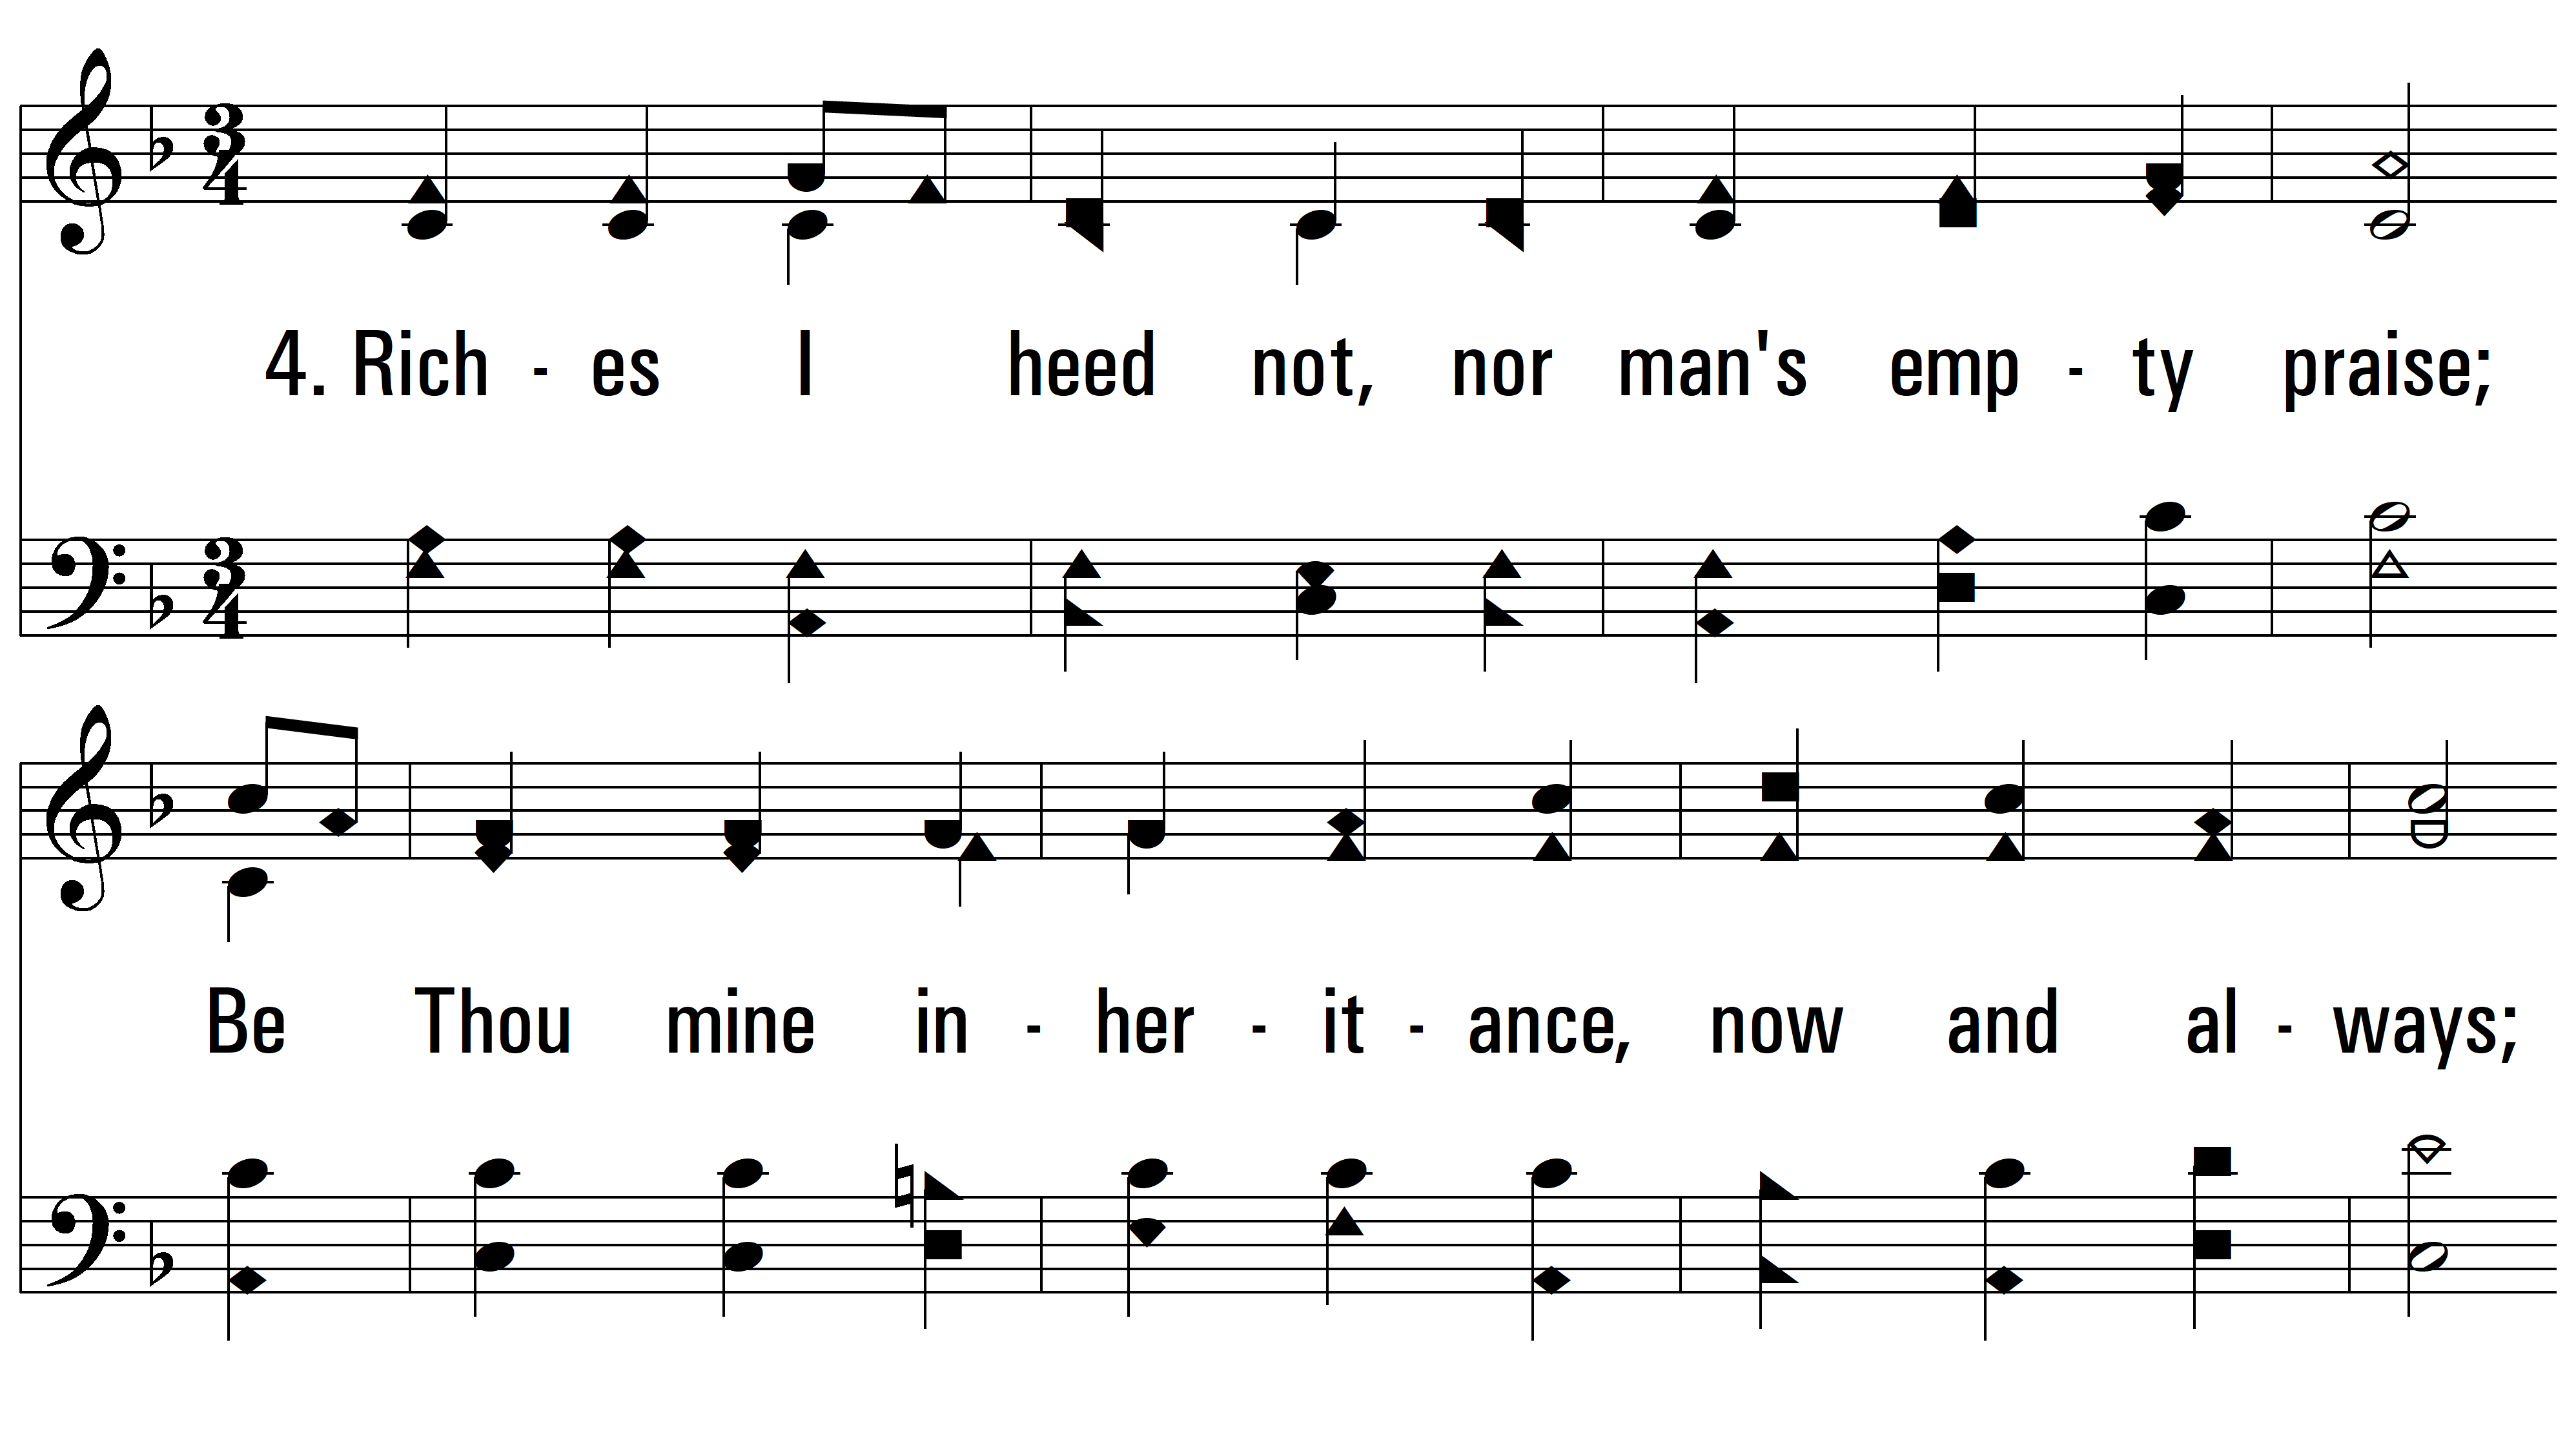 4. Rich - es I heed not, nor man's emp - ty praise;
Be Thou mine in - her - it - ance, now and al - ways;